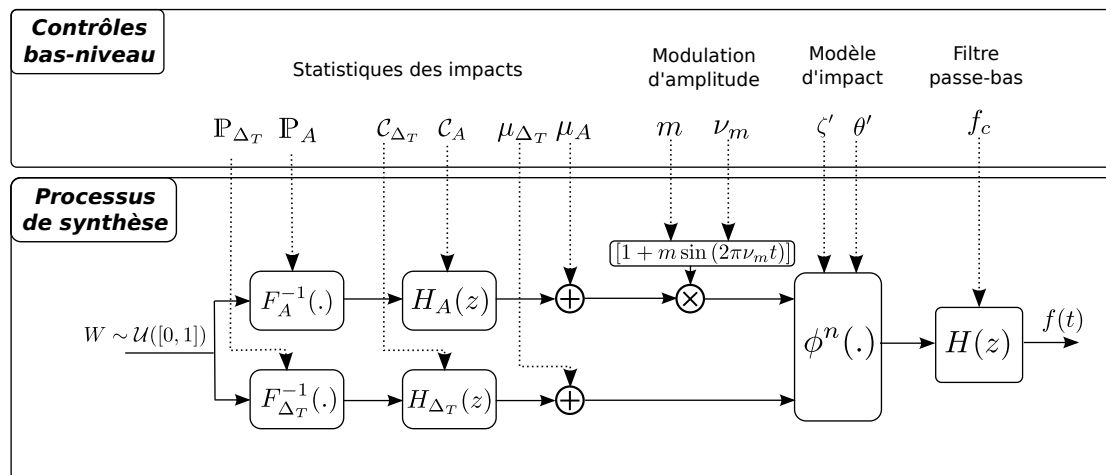 Contrôles
bas-niveau
Statistiques des impacts
Modulation
d'amplitude
Modèle
d'impact
Filtre
passe-bas
ℙ_{Δ_T} ℙ_A 𝒞_{Δ_T} 𝒞_A μ_{Δ_T} μ_A m ν_m ζ′ θ′ f_c
Processus
de synthèse
[1 + m sin (2πν_m t)]
W ∼ 𝒰([0, 1])
F_A^{-1}(.) H_A(z) + ×
φ^n(.) H(z) f(t)
F_{Δ_T}^{-1}(.) H_{Δ_T}(z) +